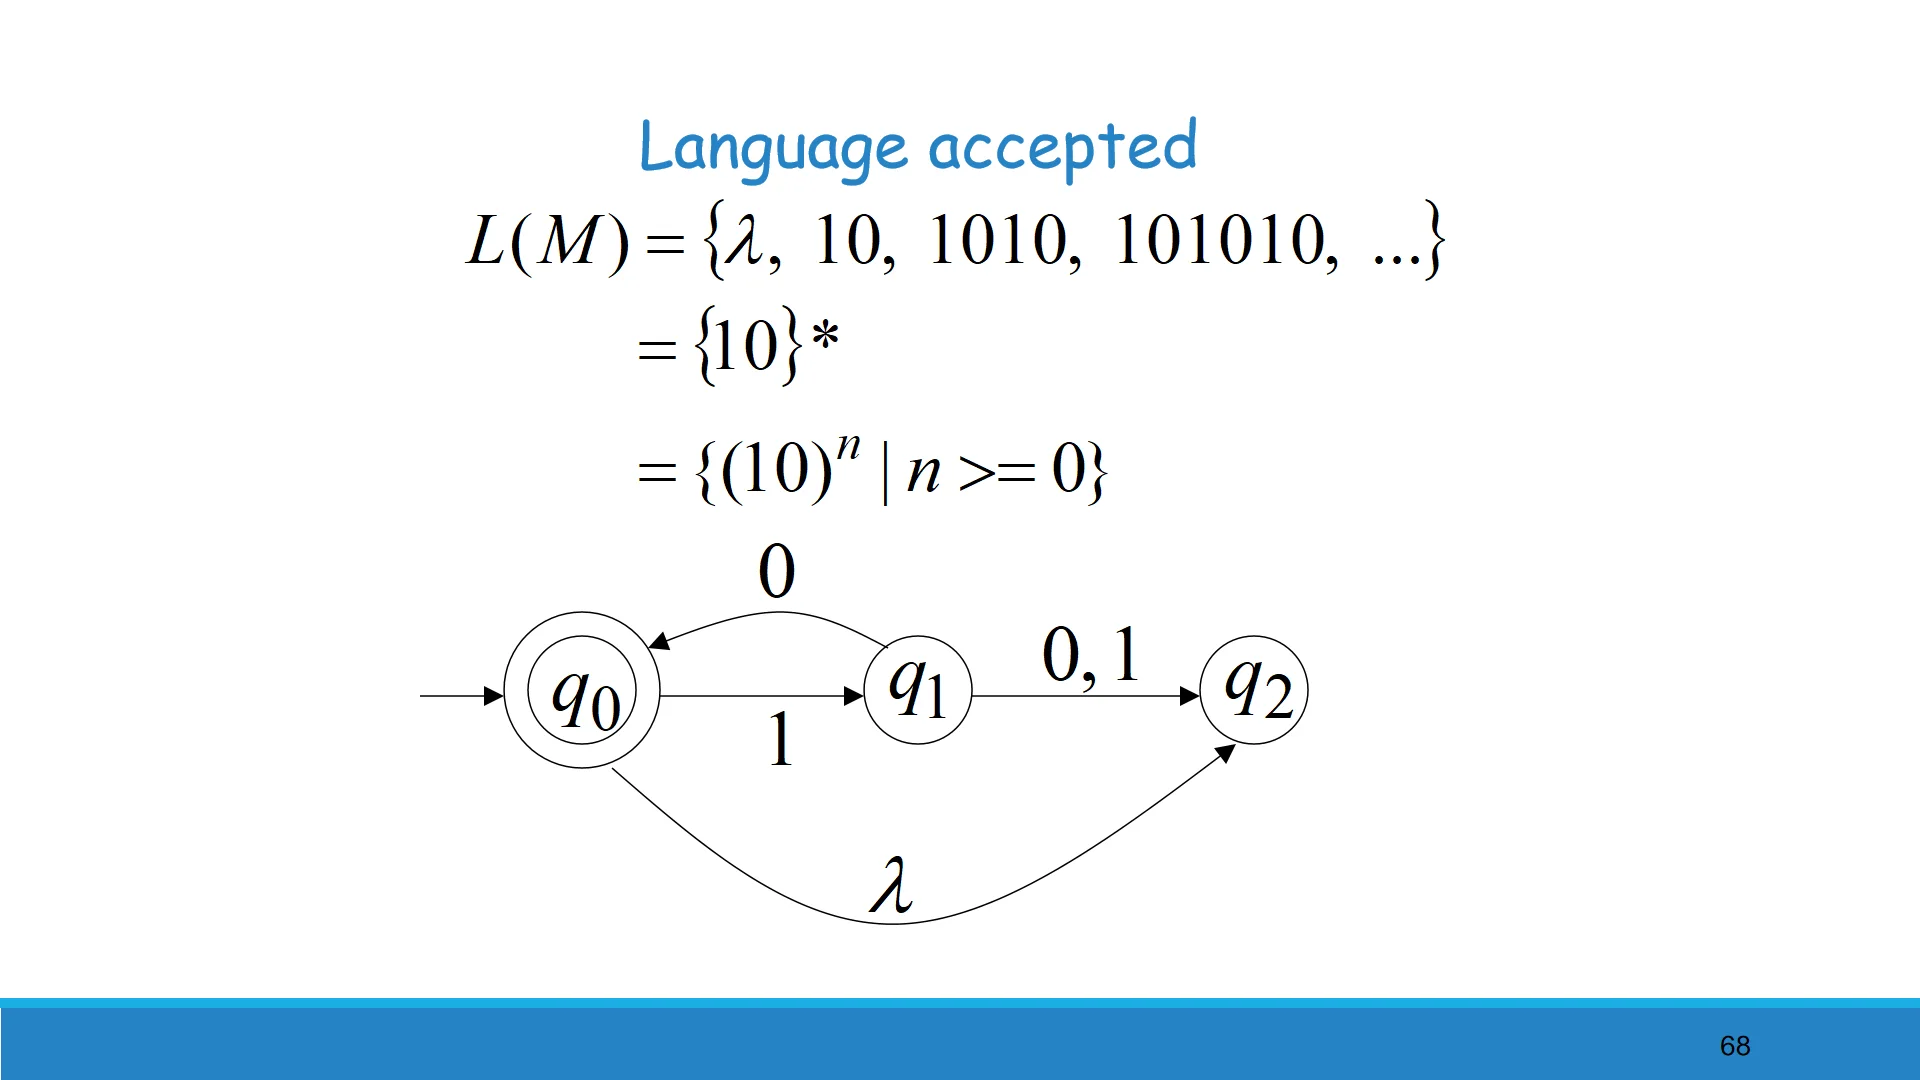 Language accepted
L(M) = {λ, 10, 1010, 101010, ...}
= {10}*
= {(10)ⁿ | n >= 0}
0
0, 1
q₀ q₁ q₂
1
λ
68